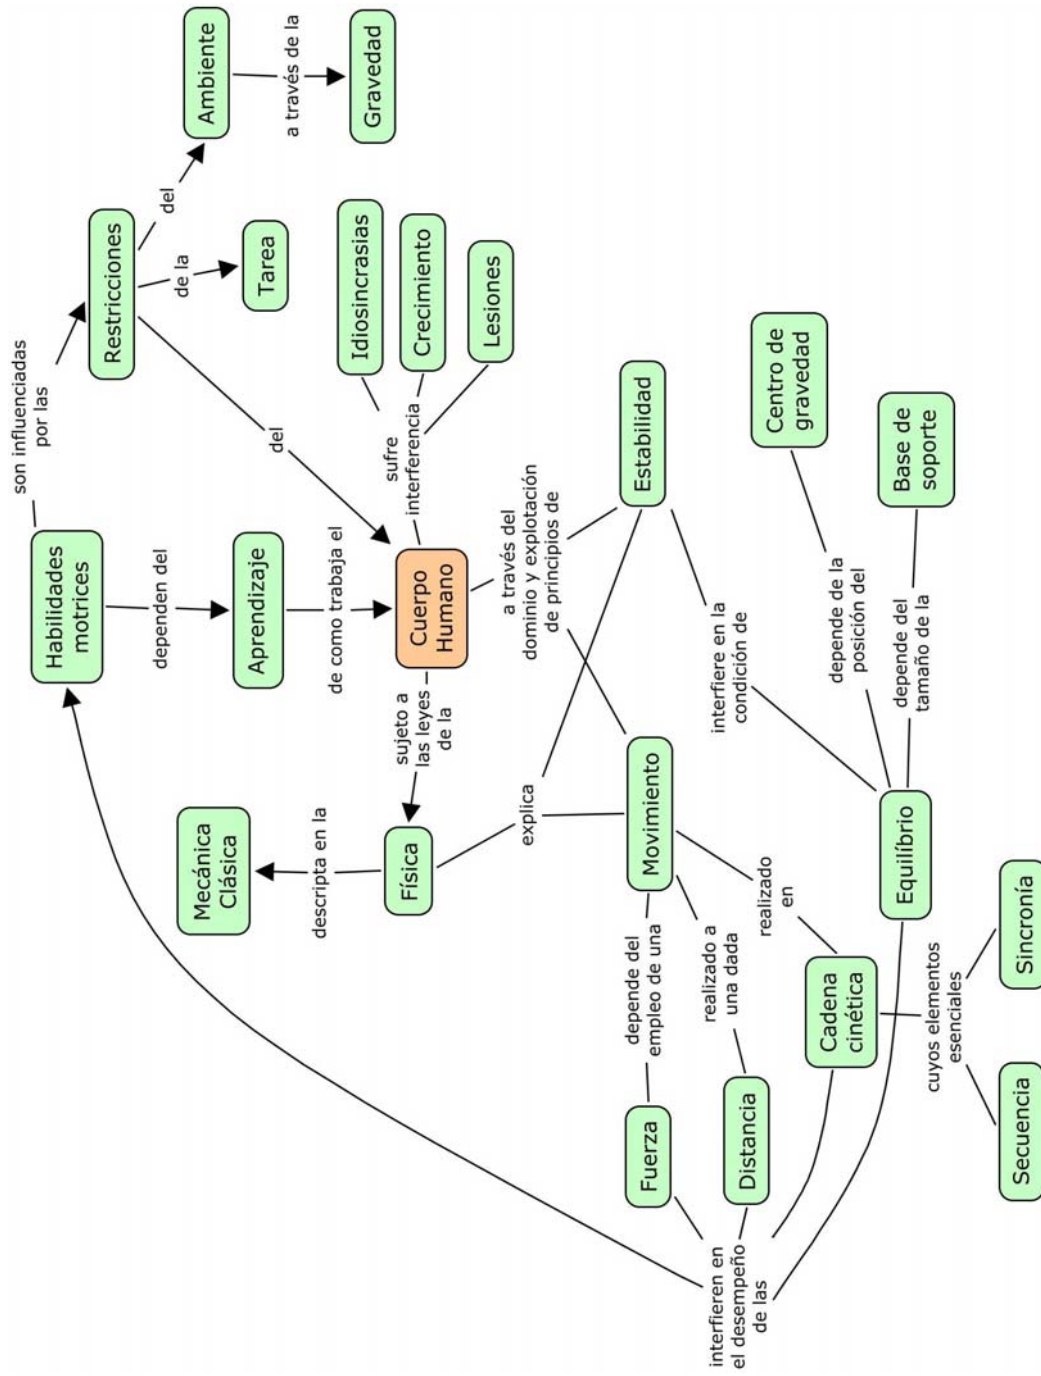 Habilidades
motrices
son influenciadas
por las
Restricciones
del
Ambiente
a través de la
Gravedad
de la
Tarea
del
dependen del
Aprendizaje
de como trabaja el
Cuerpo
Humano
sufre
interferencia
Idiosincrasias
Crecimiento
Lesiones
sujeto a
las leyes
de la
Física
descripta en la
Mecánica
Clásica
explica
a través del
dominio y explotación
de principios de
Estabilidad
Movimiento
interfiere en la
condición de
Equilíbrio
depende de la
posición del
Centro de
gravedad
depende del
tamaño de la
Base de
soporte
depende del
empleo de una
Fuerza
realizado a
una dada
Distancia
realizado
en
Cadena
cinética
cuyos elementos
esenciales
Secuencia
Sincronía
interfieren en
el desempeño
de las